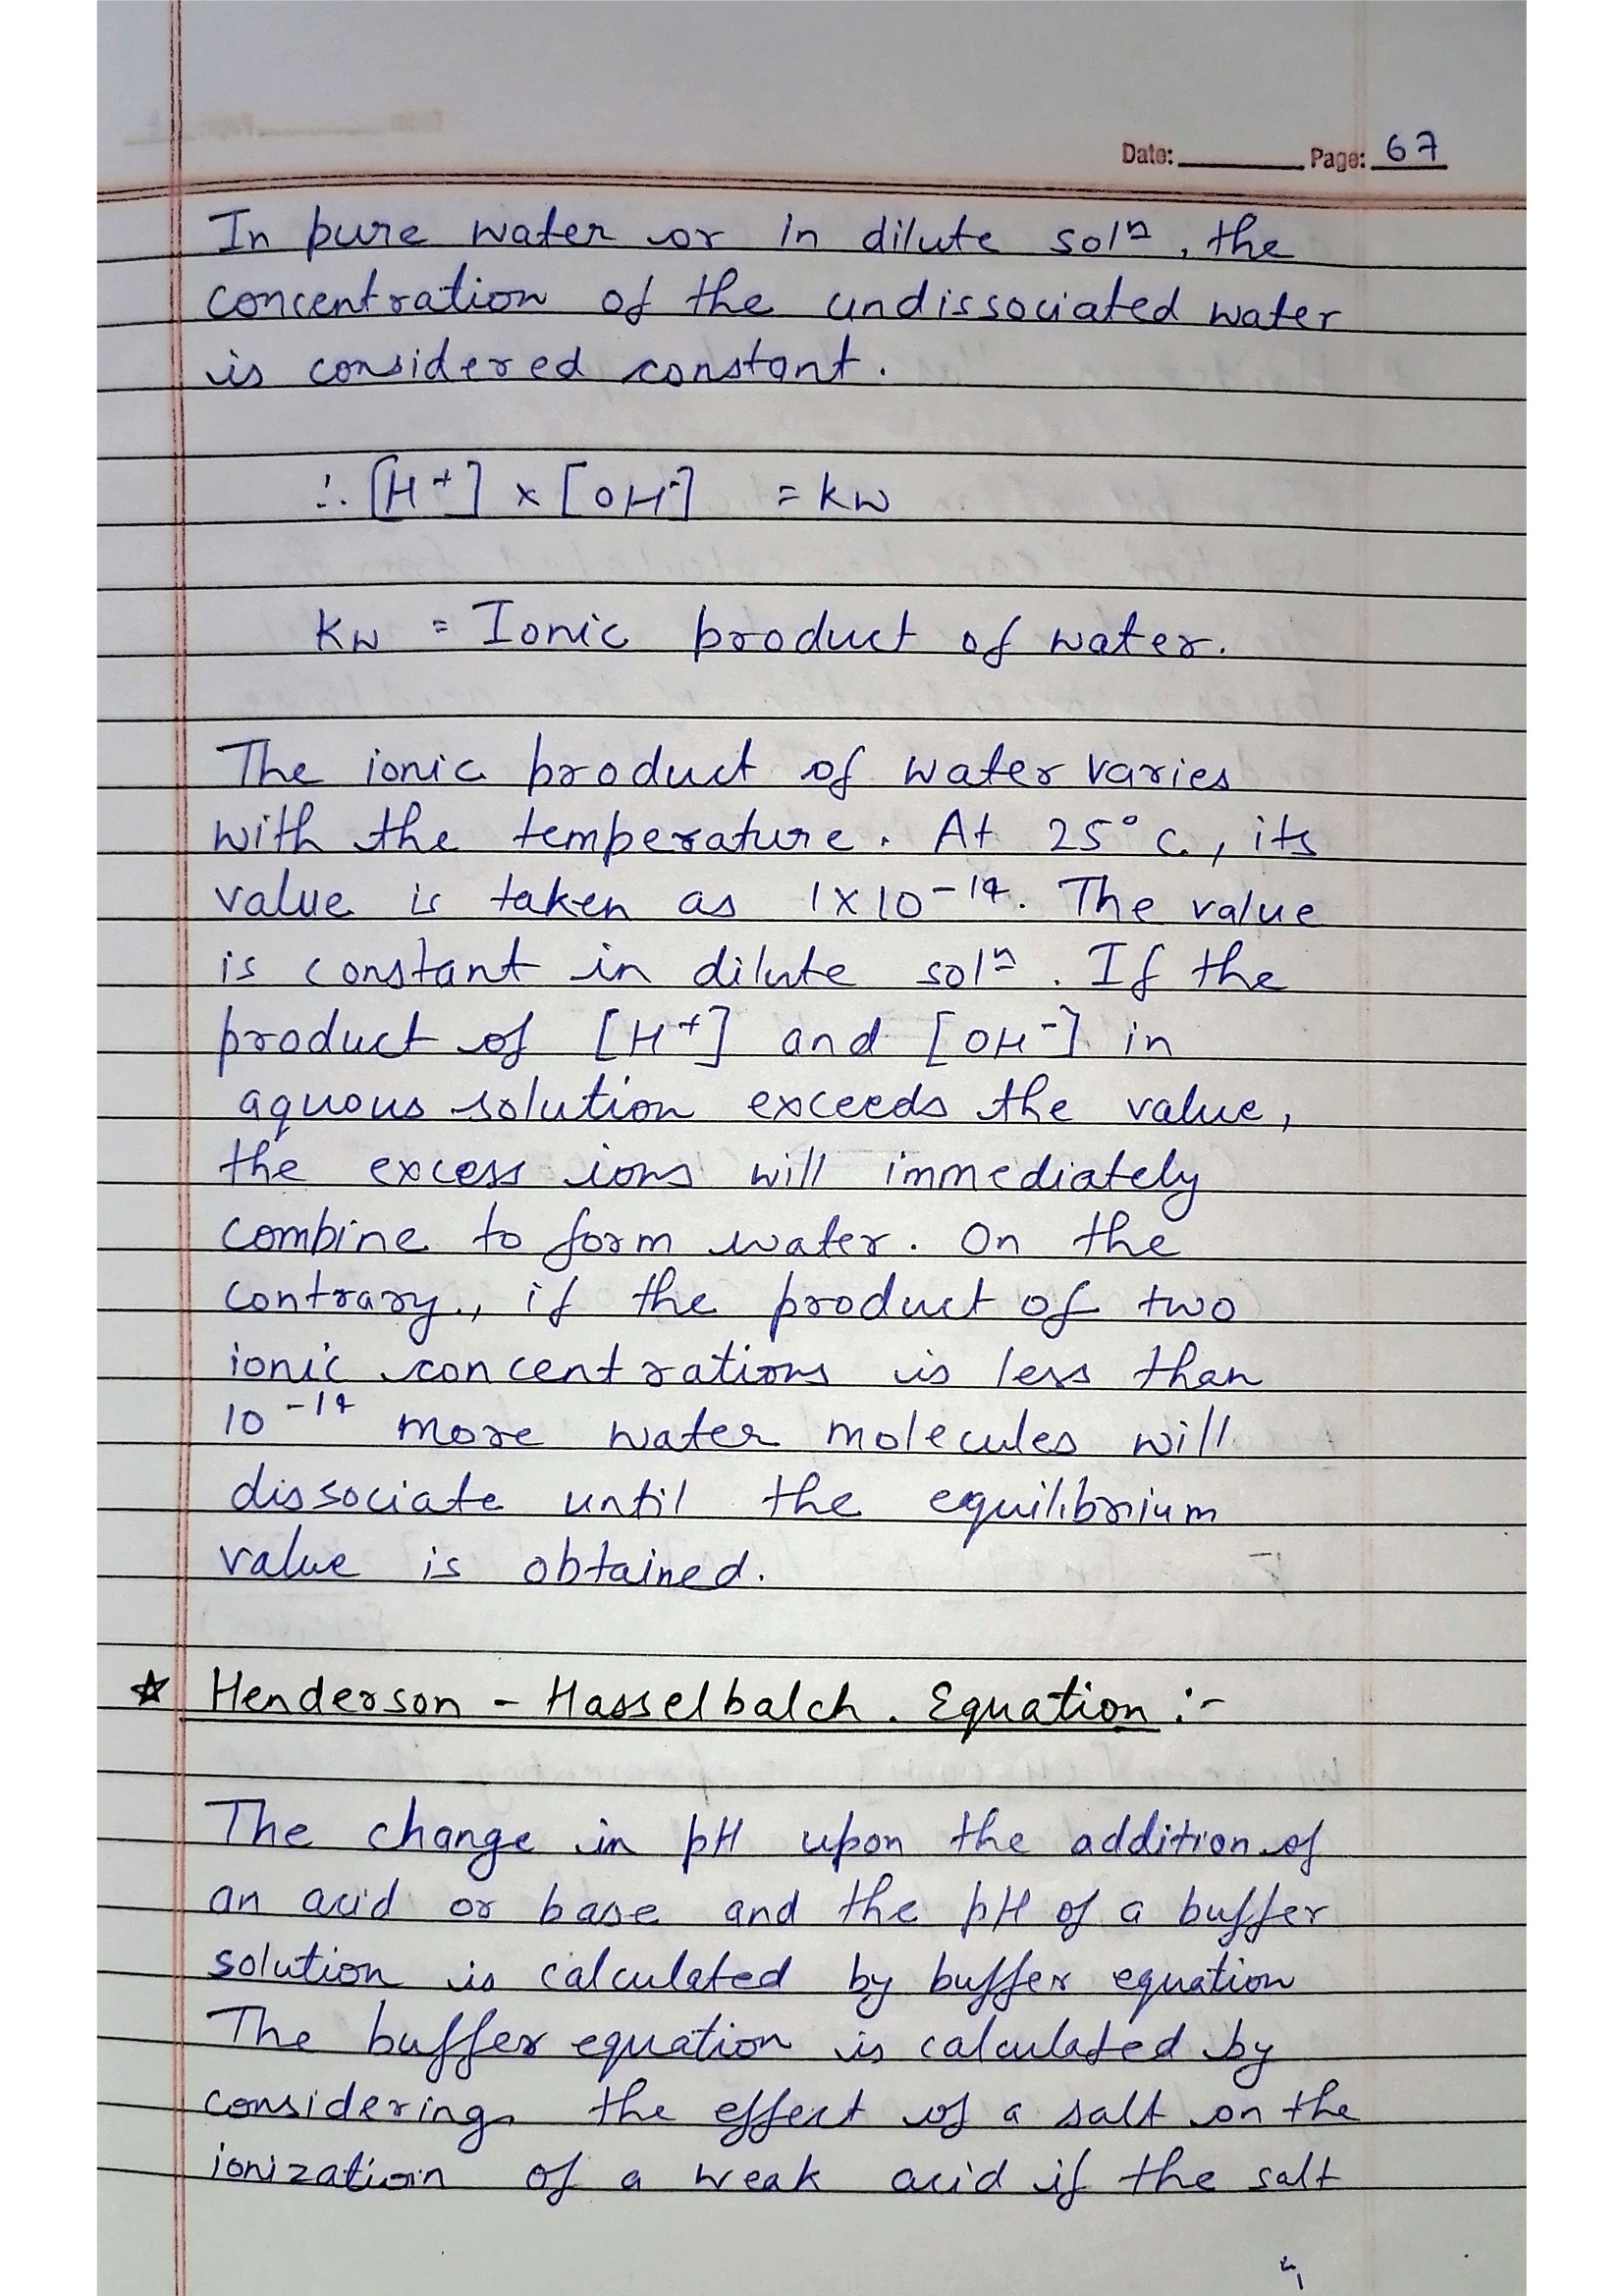 Date: ________ Page: 67
In pure water or in dilute solⁿ, the
concentration of the undissociated water
is considered constant.
∴ [H⁺] × [OH⁻] = kw
kw = Ionic product of water.
The ionic product of water varies
with the temperature. At 25°c, its
value is taken as 1×10⁻¹⁴. The value
is constant in dilute solⁿ. If the
product of [H⁺] and [OH⁻] in
aquous solution exceeds the value,
the excess ions will immediately
combine to form water. On the
contrary, if the product of two
ionic concentrations is less than
10⁻¹⁴ more water molecules will
dissociate until the equilibrium
value is obtained.
☆ Henderson - Hasselbalch. Equation :-
The change in pH upon the addition of
an acid or base and the pH of a buffer
solution is calculated by buffer equation
The buffer equation is calculated by
considering the effect of a salt on the
ionization of a weak acid if the salt